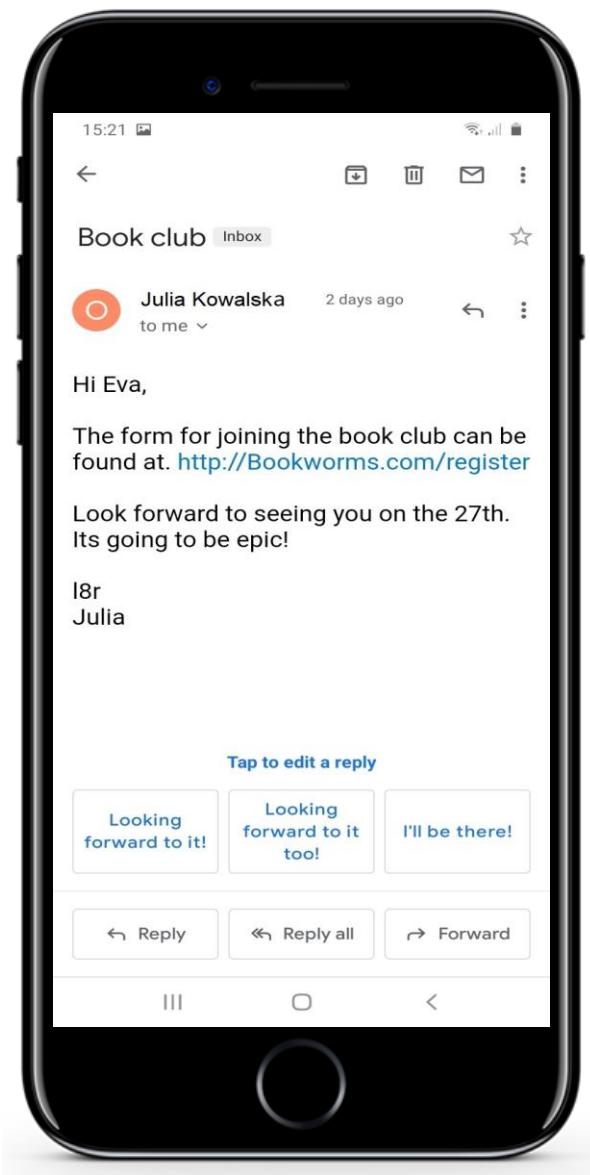 15:21
Book club Inbox
O Julia Kowalska 2 days ago
to me
Hi Eva,
The form for joining the book club can be
found at. http://Bookworms.com/register
Look forward to seeing you on the 27th.
Its going to be epic!
l8r
Julia
Tap to edit a reply
Looking
forward to it!
Looking
forward to it
too!
I'll be there!
Reply Reply all Forward